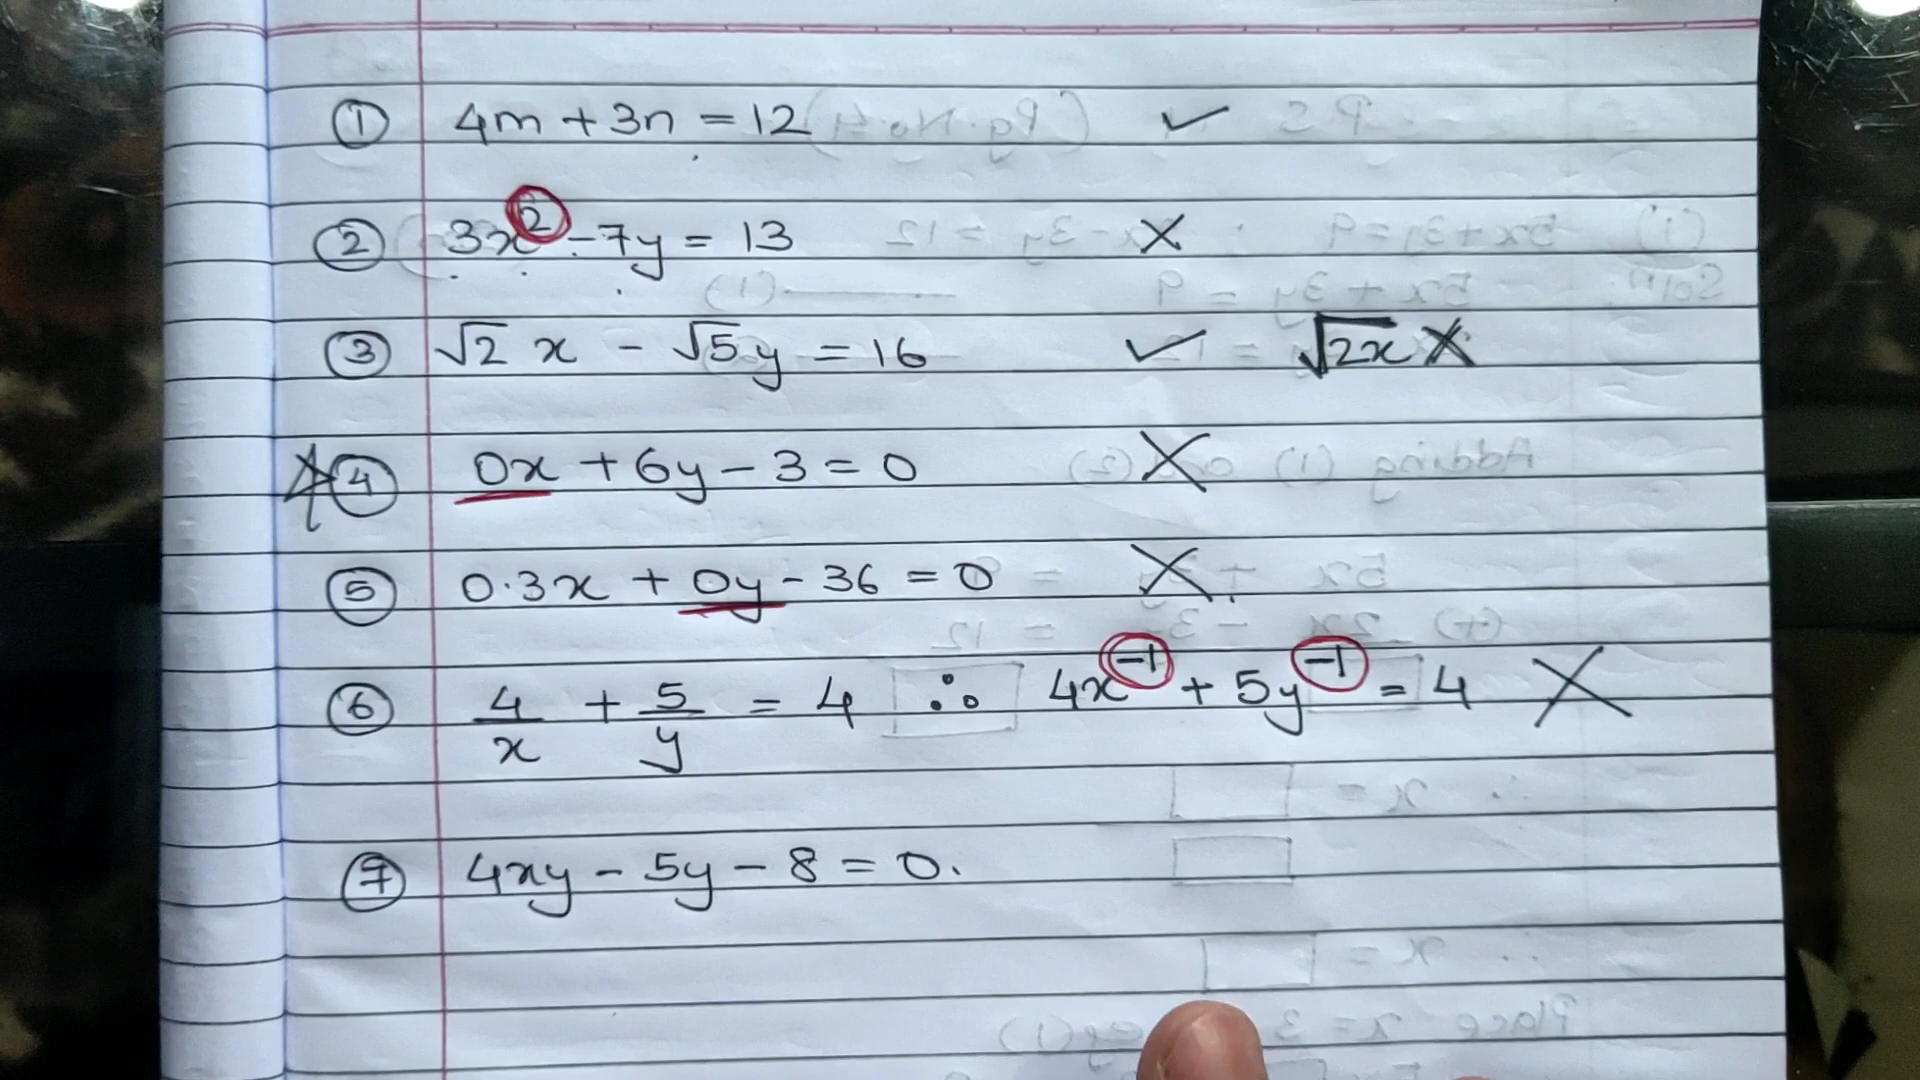 ① 4m + 3n = 12 ✓
② 3x² - 7y = 13 ✗
③ √2 x - √5 y = 16 ✓ √2x ✗
④ 0x + 6y - 3 = 0 ✗
⑤ 0.3x + 0y - 36 = 0 ✗
⑥ 4/x + 5/y = 4 ∴ 4x⁻¹ + 5y⁻¹ = 4 ✗
⑦ 4xy - 5y - 8 = 0.